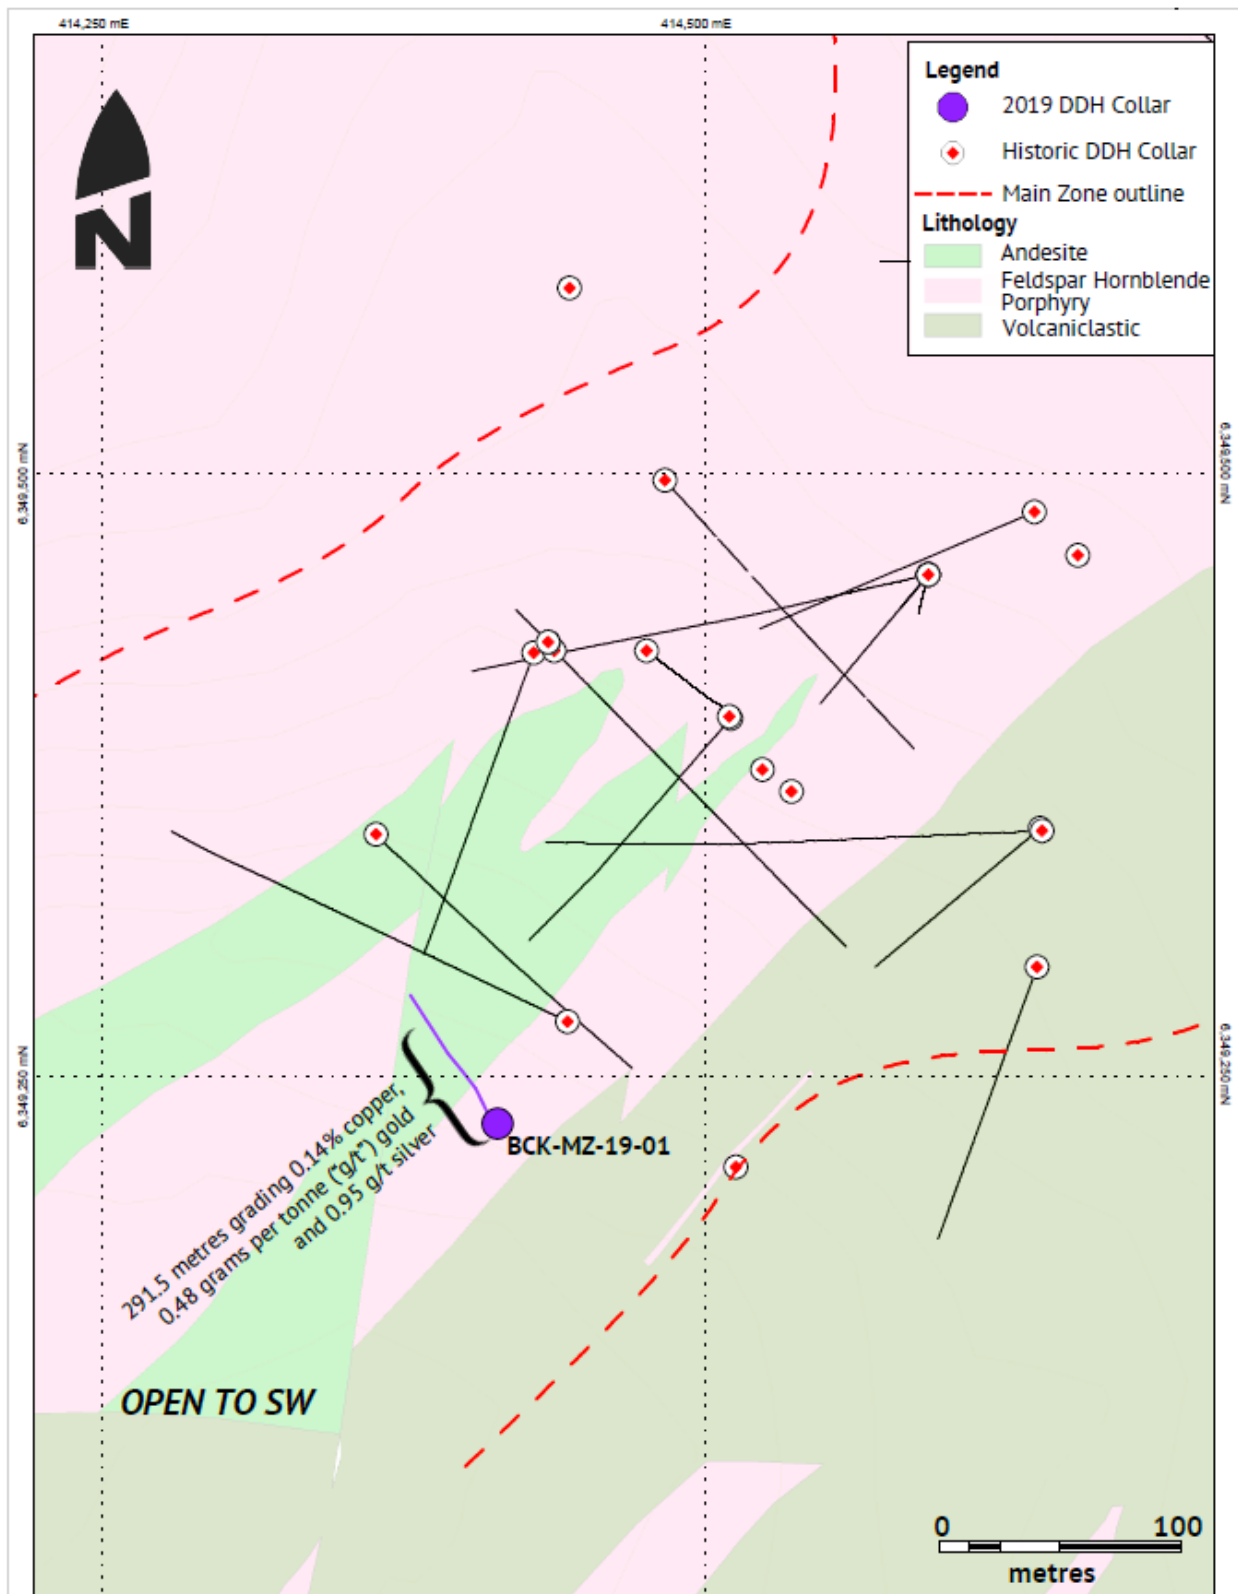 414,250 mE
414,500 mE
Legend
2019 DDH Collar
Historic DDH Collar
Main Zone outline
Lithology
Andesite
Feldspar Hornblende
Porphyry
Volcaniclastic
N
6,349,500 mN
6,349,500 mN
6,349,250 mN
6,349,250 mN
BCK-MZ-19-01
291.5 metres grading 0.14% copper,
0.48 grams per tonne ("g/t") gold
and 0.95 g/t silver
OPEN TO SW
0 100
metres